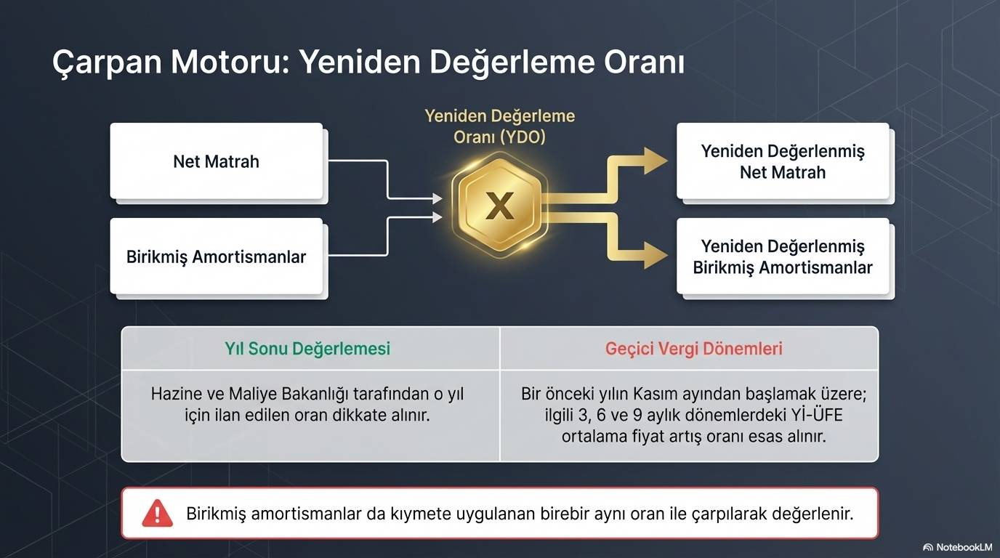 Çarpan Motoru: Yeniden Değerleme Oranı
Yeniden Değerleme
Oranı (YDO)
Net Matrah
X
Yeniden Değerlenmiş
Net Matrah
Birikmiş Amortismanlar
Yeniden Değerlenmiş
Birikmiş Amortismanlar
Yıl Sonu Değerlemesi
Hazine ve Maliye Bakanlığı tarafından o yıl
için ilan edilen oran dikkate alınır.
Geçici Vergi Dönemleri
Bir önceki yılın Kasım ayından başlamak üzere;
ilgili 3, 6 ve 9 aylık dönemlerdeki Yİ-ÜFE
ortalama fiyat artış oranı esas alınır.
Birikmiş amortismanlar da kıymete uygulanan birebir aynı oran ile çarpılarak değerlenir.
NotebookLM